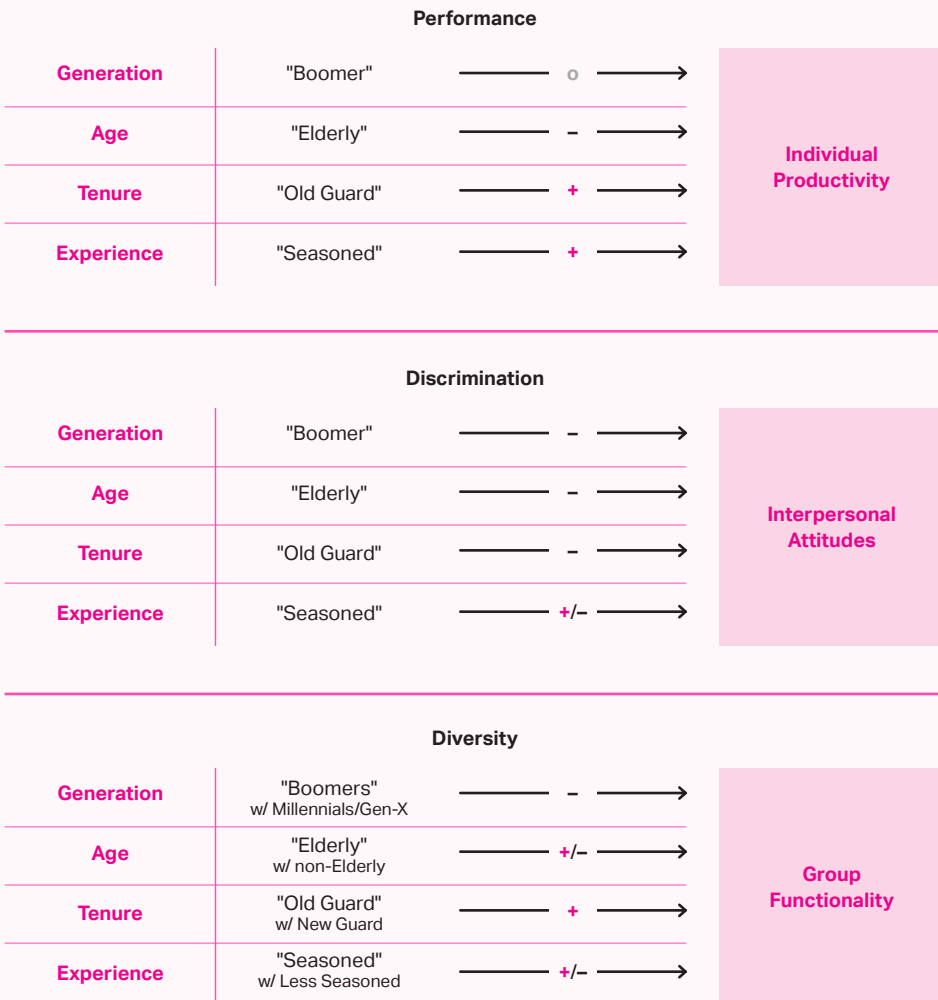 Performance
Generation "Boomer" o
Age "Elderly" –
Tenure "Old Guard" +
Experience "Seasoned" +
Individual
Productivity
Discrimination
Generation "Boomer" –
Age "Elderly" –
Tenure "Old Guard" –
Experience "Seasoned" +/–
Interpersonal
Attitudes
Diversity
Generation "Boomers" –
w/ Millennials/Gen-X
Age "Elderly" +/–
w/ non-Elderly
Tenure "Old Guard" +
w/ New Guard
Experience "Seasoned" +/–
w/ Less Seasoned
Group
Functionality